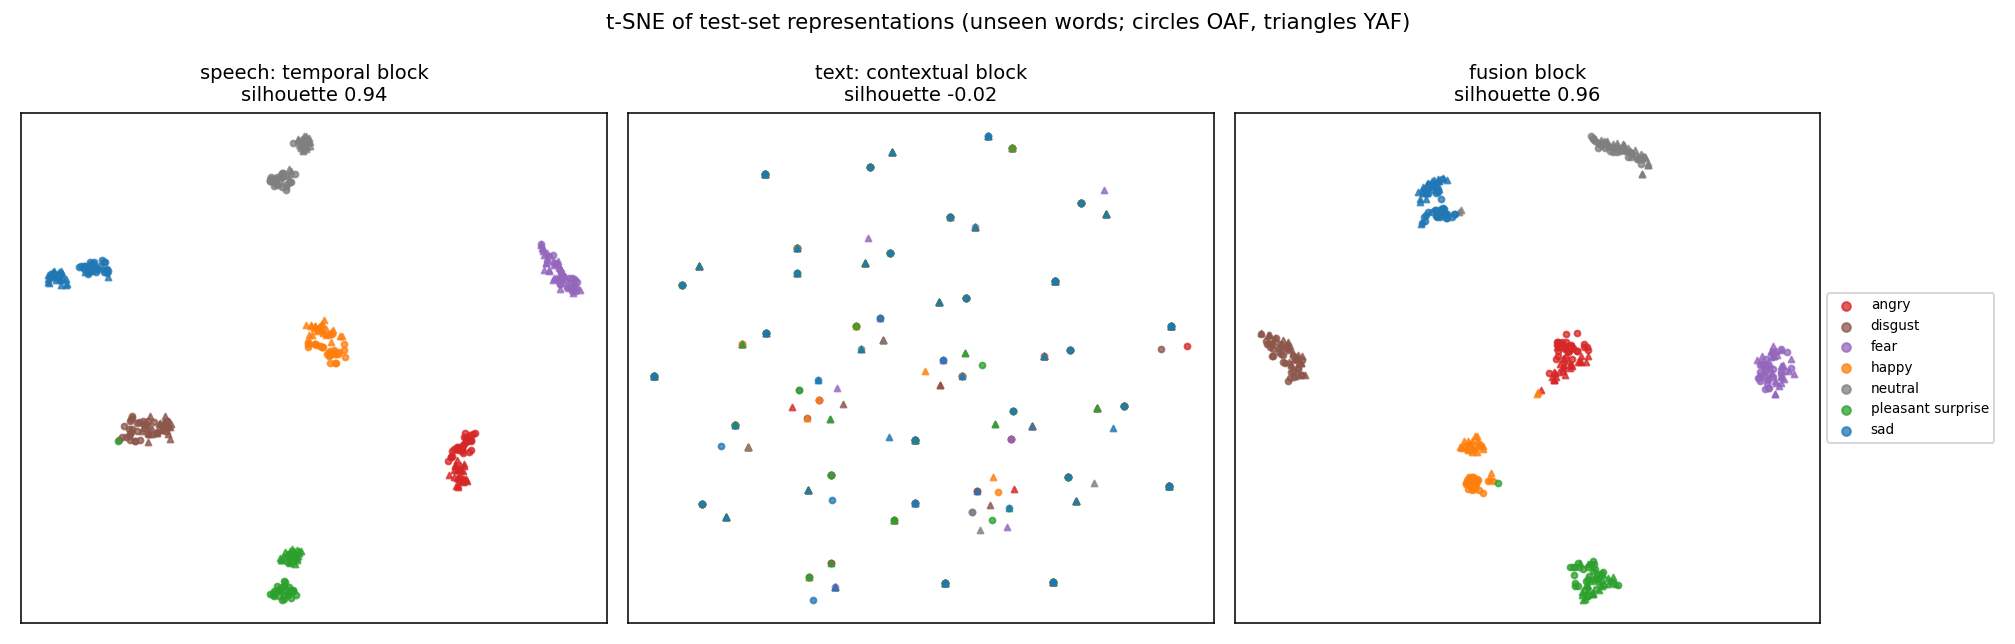 t-SNE of test-set representations (unseen words; circles OAF, triangles YAF)
speech: temporal block
silhouette 0.94
text: contextual block
silhouette -0.02
fusion block
silhouette 0.96
angry
disgust
fear
happy
neutral
pleasant surprise
sad